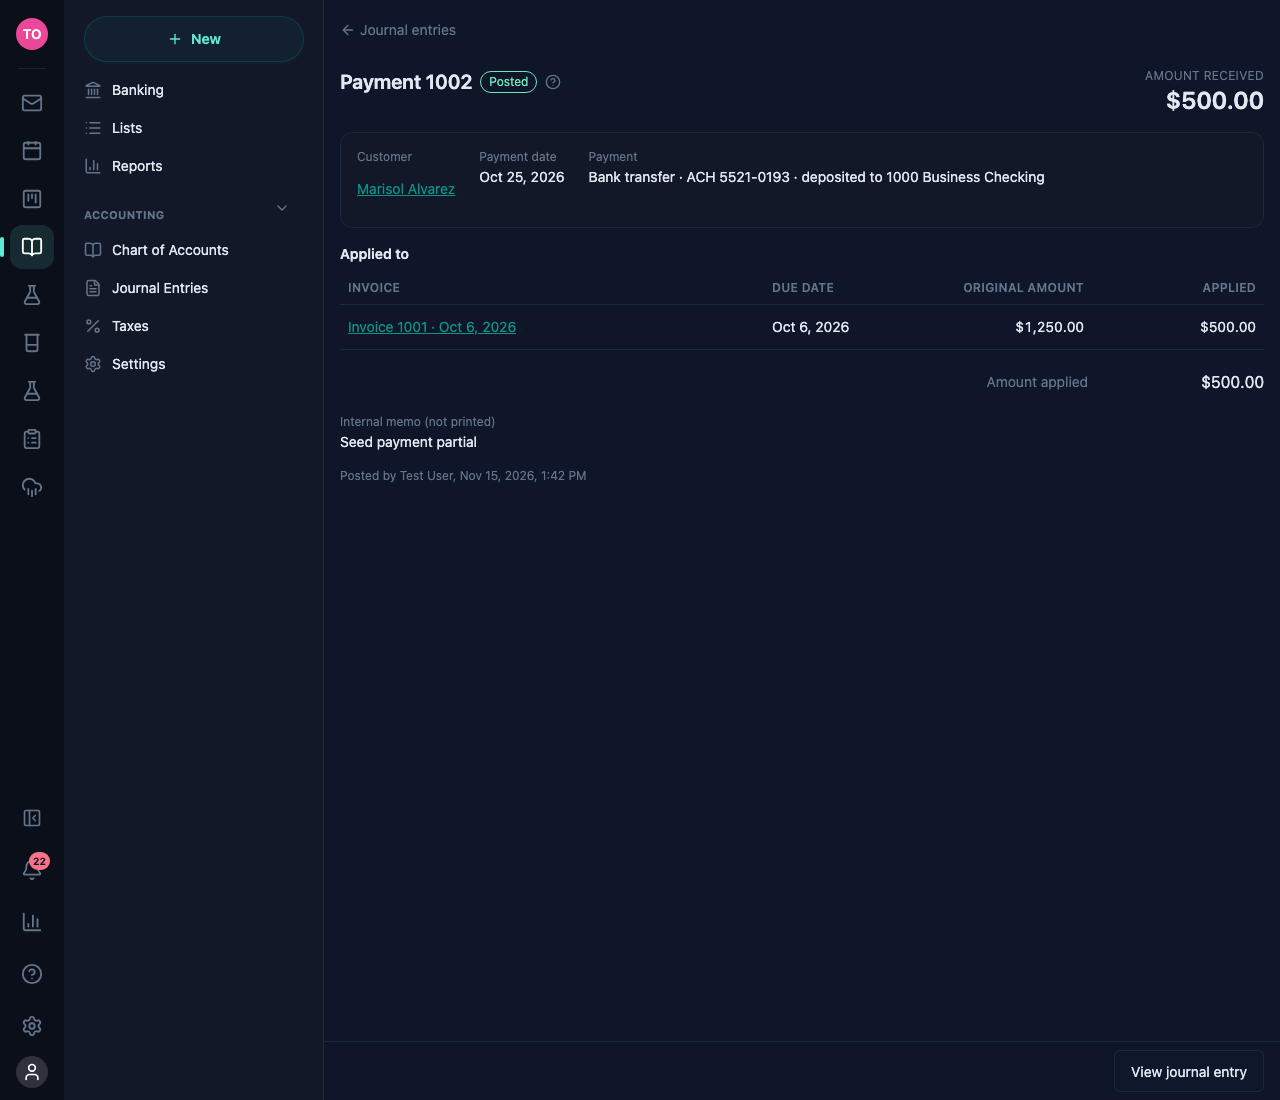 TO
New
Banking
Lists
Reports
ACCOUNTING
Chart of Accounts
Journal Entries
Taxes
Settings
22
Journal entries
Payment 1002 Posted
AMOUNT RECEIVED
$500.00
Customer Payment date Payment
Marisol Alvarez Oct 25, 2026 Bank transfer · ACH 5521-0193 · deposited to 1000 Business Checking
Applied to
INVOICE DUE DATE ORIGINAL AMOUNT APPLIED
Invoice 1001 · Oct 6, 2026 Oct 6, 2026 $1,250.00 $500.00
Amount applied $500.00
Internal memo (not printed)
Seed payment partial
Posted by Test User, Nov 15, 2026, 1:42 PM
View journal entry